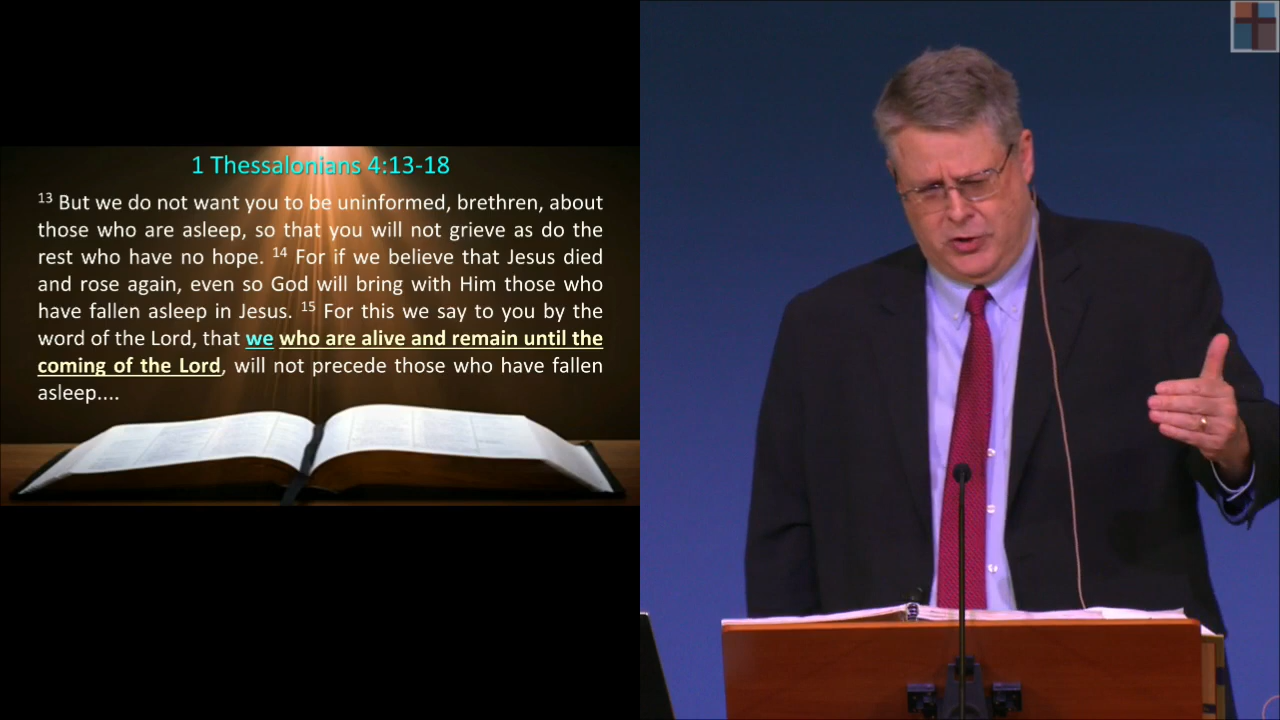 1 Thessalonians 4:13-18
13 But we do not want you to be uninformed, brethren, about
those who are asleep, so that you will not grieve as do the
rest who have no hope. 14 For if we believe that Jesus died
and rose again, even so God will bring with Him those who
have fallen asleep in Jesus. 15 For this we say to you by the
word of the Lord, that we who are alive and remain until the
coming of the Lord, will not precede those who have fallen
asleep....